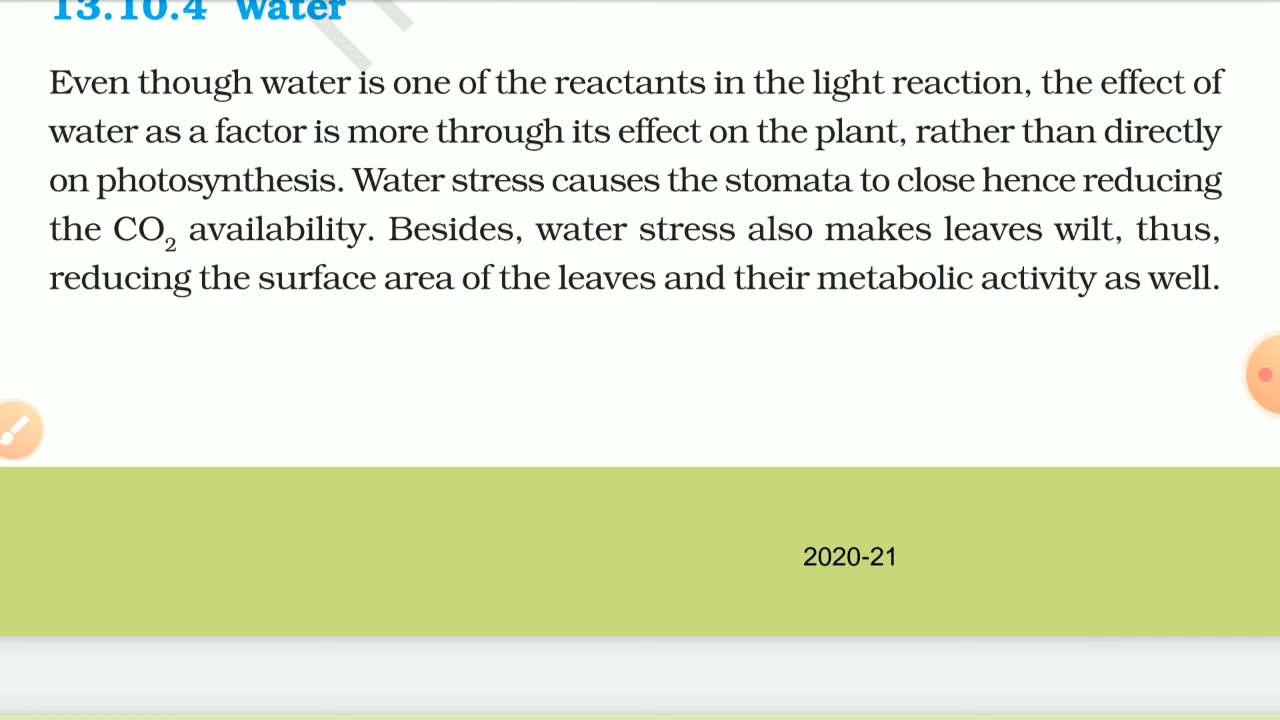 13.10.4 Water
Even though water is one of the reactants in the light reaction, the effect of
water as a factor is more through its effect on the plant, rather than directly
on photosynthesis. Water stress causes the stomata to close hence reducing
the CO₂ availability. Besides, water stress also makes leaves wilt, thus,
reducing the surface area of the leaves and their metabolic activity as well.
2020-21